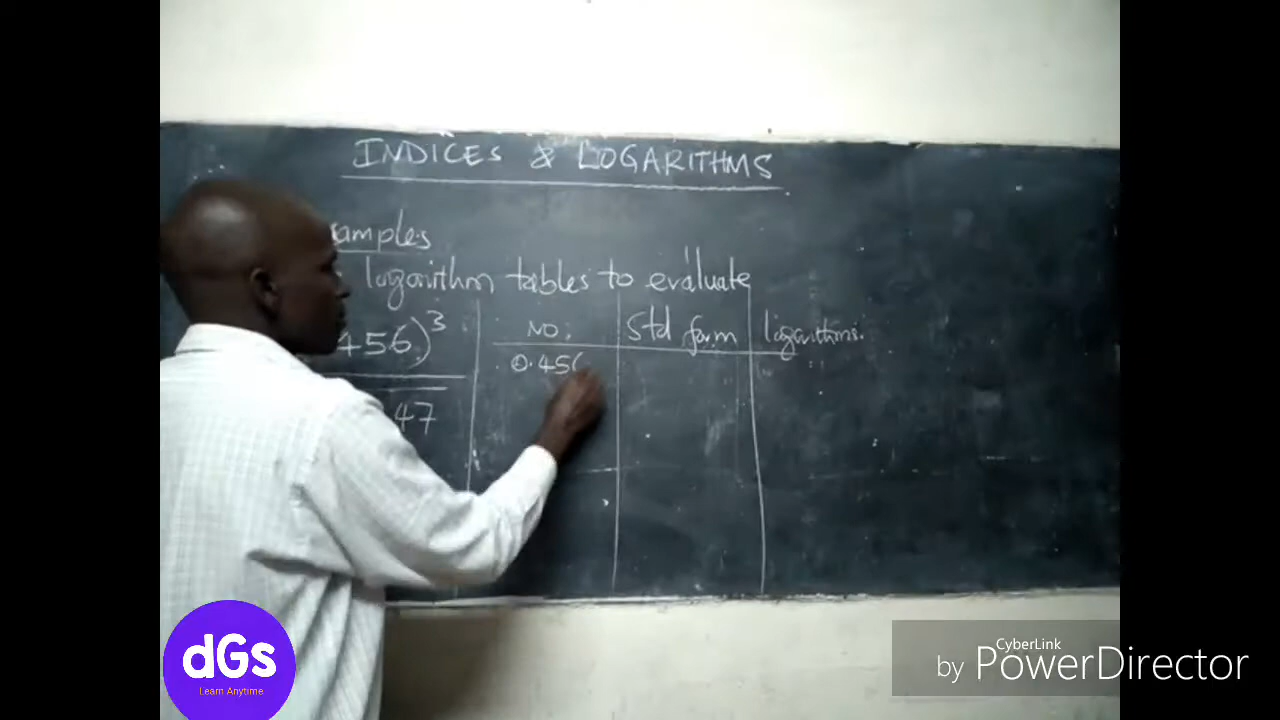 INDICES & LOGARITHMS
amples
logarithm tables to evaluate
456)³
47
NO. Std form logarithms.
0.456
dGs
Learn Anytime
CyberLink
by PowerDirector